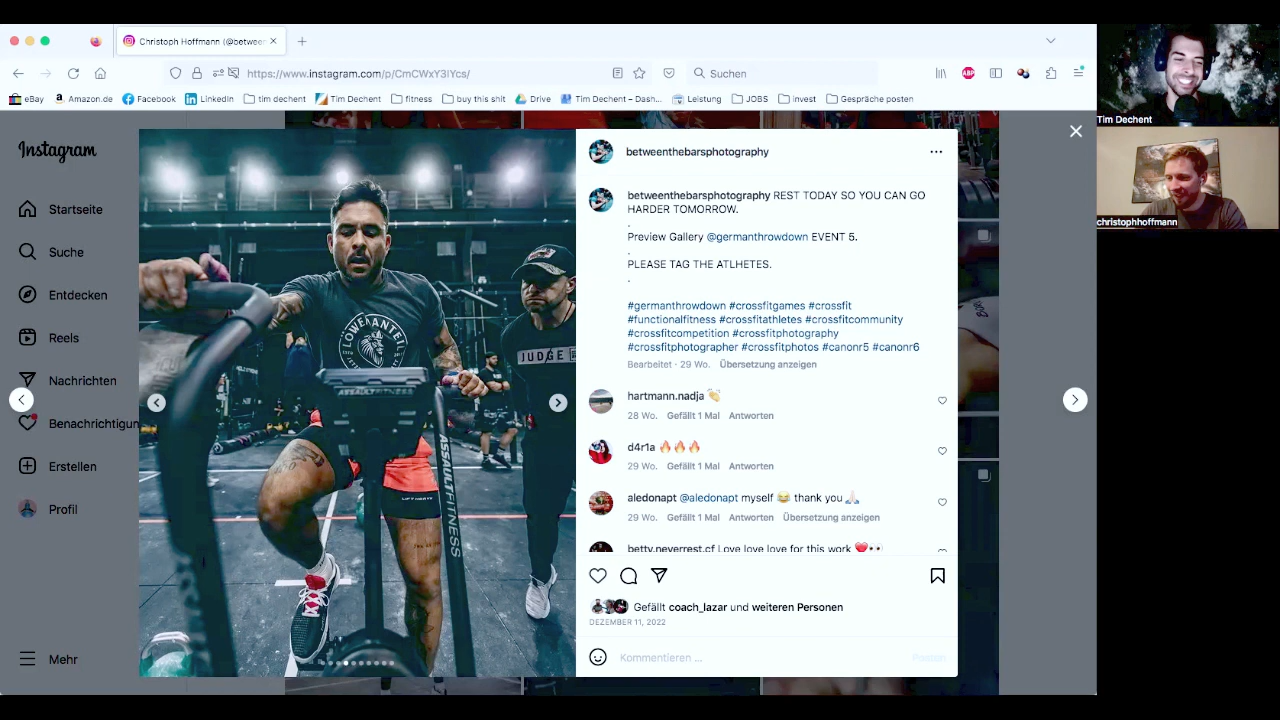 Christoph Hoffmann (@betwee
https://www.instagram.com/p/CmCWxY3IYcs/
Suchen
eBay
Amazon.de
Facebook
LinkedIn
tim dechent
Tim Dechent
fitness
buy this shit
Drive
Tim Dechent – Dash...
Leistung
JOBS
invest
Gespräche posten
ABP
Tim Dechent
christophhoffmann
Instagram
Startseite
Suche
Entdecken
Reels
Nachrichten
Benachrichtigun
Erstellen
Profil
Mehr
LÖWENANTEIL
JUDGE
ASSAULTFITNESS
ASSAULTFITNESS
betweenthebarsphotography
betweenthebarsphotography REST TODAY SO YOU CAN GO
HARDER TOMORROW.
.
Preview Gallery @germanthrowdown EVENT 5.
.
PLEASE TAG THE ATLHETES.
.
#germanthrowdown #crossfitgames #crossfit
#functionalfitness #crossfitathletes #crossfitcommunity
#crossfitcompetition #crossfitphotography
#crossfitphotographer #crossfitphotos #canonr5 #canonr6
Bearbeitet · 29 Wo. Übersetzung anzeigen
hartmann.nadja 👏🏻
28 Wo. Gefällt 1 Mal Antworten
d4r1a 🔥🔥🔥
29 Wo. Gefällt 1 Mal Antworten
aledonapt @aledonapt myself 😂 thank you 🙏🏻
29 Wo. Gefällt 1 Mal Antworten Übersetzung anzeigen
betty.neverrest.cf Love love love for this work ❤️👀
Gefällt coach_lazar und weiteren Personen
DEZEMBER 11, 2022
Kommentieren ...
Posten